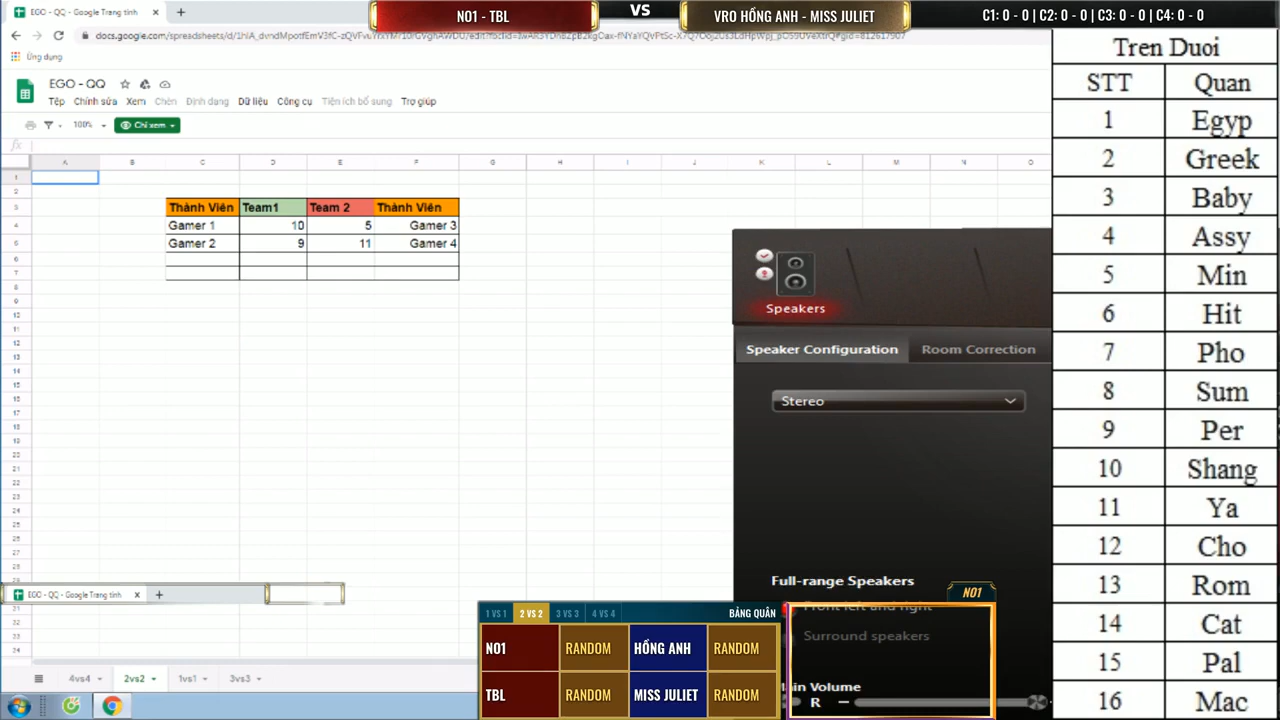 EGO - QQ - Google Trang tính
NO1 - TBL
VS
VRO HỒNG ANH - MISS JULIET
C1: 0 - 0 | C2: 0 - 0 | C3: 0 - 0 | C4: 0 - 0
Ứng dụng
EGO - QQ
Tệp Chỉnh sửa Xem Chèn Định dạng Dữ liệu Công cụ Tiện ích bổ sung Trợ giúp
100% Chỉ xem
fx
A B C D E F G H I J K L M N O
Thành Viên Team1 Team 2 Thành Viên
Gamer 1 10 5 Gamer 3
Gamer 2 9 11 Gamer 4
Speakers
Speaker Configuration Room Correction
Stereo
Full-range Speakers
Front left and right
Surround speakers
Main Volume
R
Tren Duoi
STT Quan
1 Egyp
2 Greek
3 Baby
4 Assy
5 Min
6 Hit
7 Pho
8 Sum
9 Per
10 Shang
11 Ya
12 Cho
13 Rom
14 Cat
15 Pal
16 Mac
EGO - QQ - Google Trang tính
NO1
1 VS 1 2 VS 2 3 VS 3 4 VS 4 BẢNG QUÂN
NO1 RANDOM HỒNG ANH RANDOM
TBL RANDOM MISS JULIET RANDOM
4vs4 2vs2 1vs1 3vs3